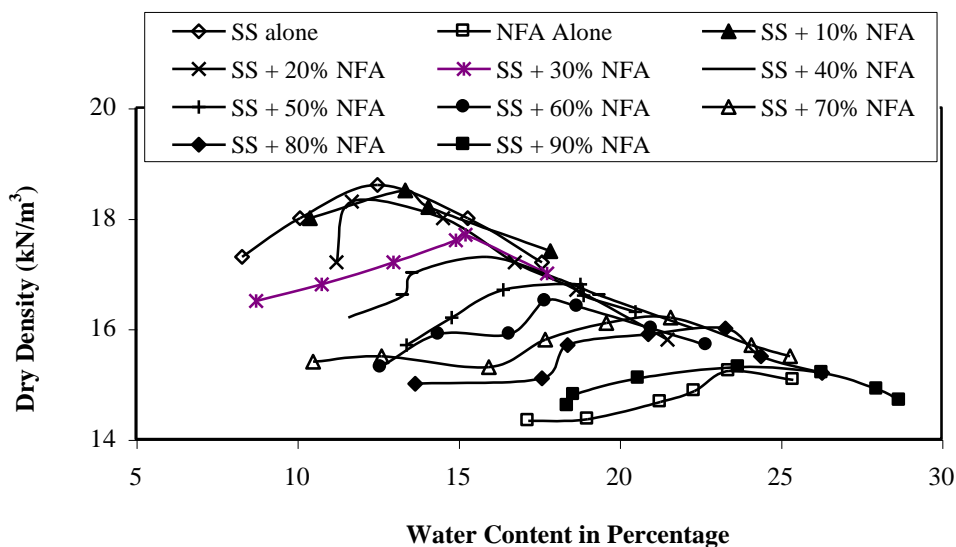 SS alone NFA Alone SS + 10% NFA
SS + 20% NFA SS + 30% NFA SS + 40% NFA
SS + 50% NFA SS + 60% NFA SS + 70% NFA
SS + 80% NFA SS + 90% NFA
20
18
16
14
Dry Density (kN/m³)
5 10 15 20 25 30
Water Content in Percentage